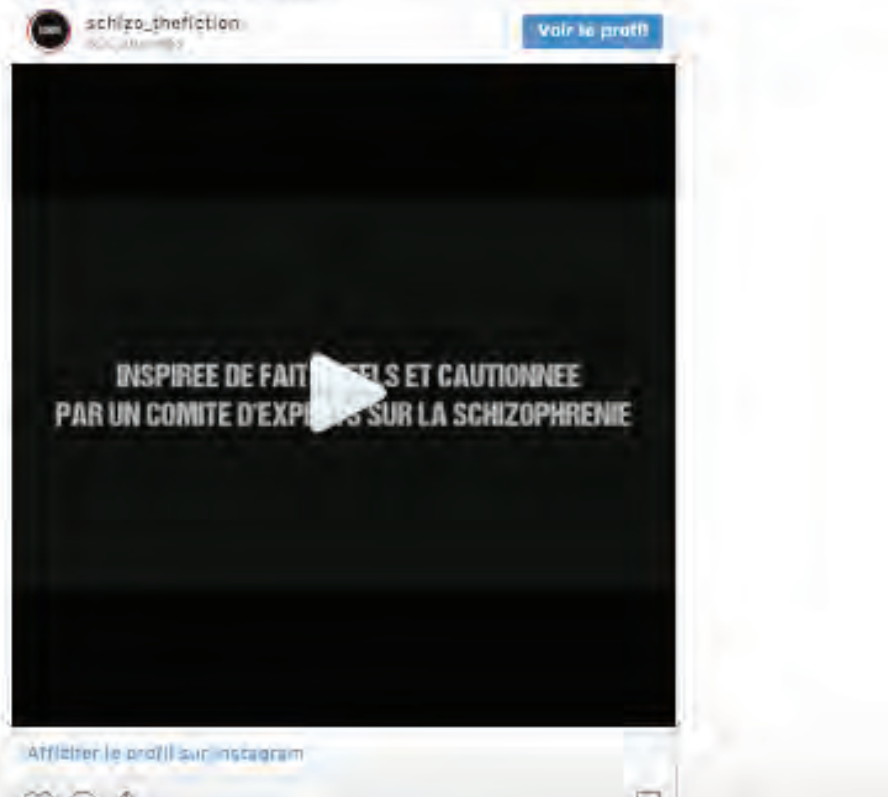 schizo_thefiction
Voir le profil
INSPIREE DE FAIT ELS ET CAUTIONNEE
PAR UN COMITE D'EXP S SUR LA SCHIZOPHRENIE
Afficher le profil sur Instagram